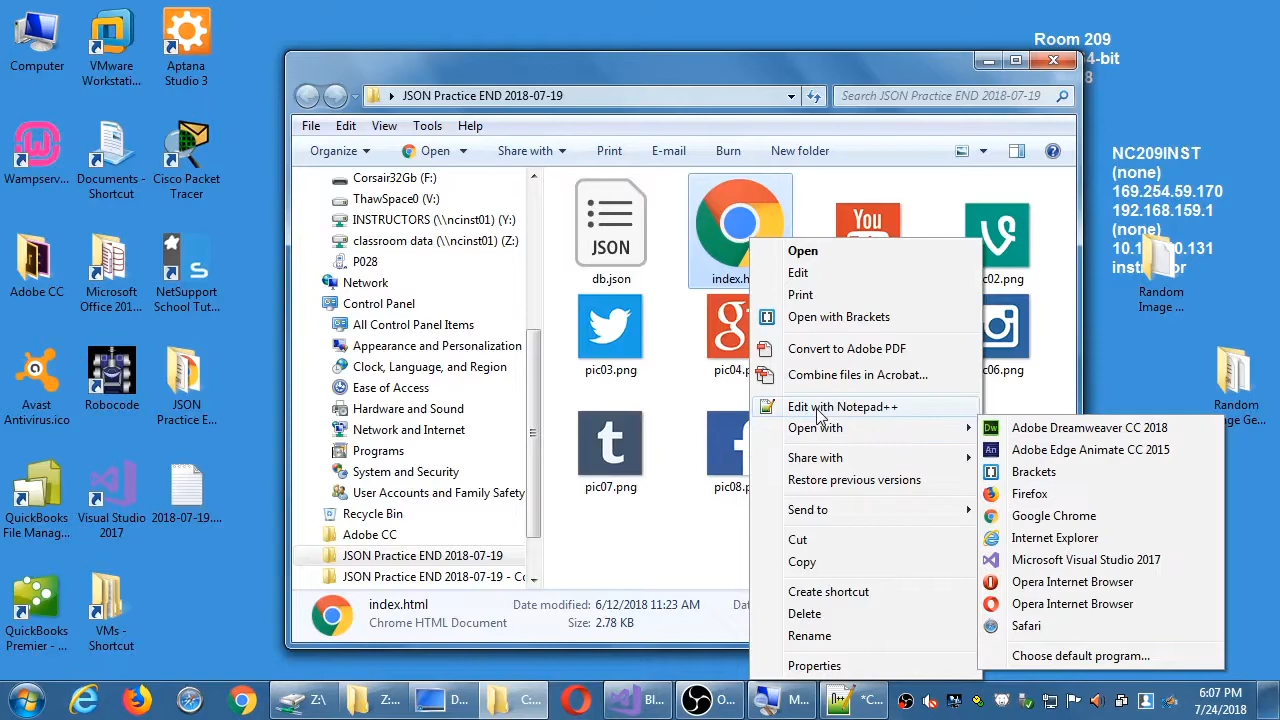 Computer
VMware
Workstati...
Aptana
Studio 3
Wampserv...
Documents -
Shortcut
Cisco Packet
Tracer
Adobe CC
Microsoft
Office 201...
NetSupport
School Tut...
Avast
Antivirus.ico
Robocode
JSON
Practice E...
QuickBooks
File Manag...
Visual Studio
2017
2018-07-19....
QuickBooks
Premier - ...
VMs -
Shortcut
Room 209
4-bit
8
NC209INST
(none)
169.254.59.170
192.168.159.1
(none)
Random
Image ...
Random
JSON Practice END 2018-07-19
Search JSON Practice END 2018-07-19
File Edit View Tools Help
Organize Open Share with Print E-mail Burn New folder
Corsair32Gb (F:)
ThawSpace0 (V:)
INSTRUCTORS (\\ncinst01) (Y:)
classroom data (\\ncinst01) (Z:)
P028
Network
Control Panel
All Control Panel Items
Appearance and Personalization
Clock, Language, and Region
Ease of Access
Hardware and Sound
Network and Internet
Programs
System and Security
User Accounts and Family Safety
Recycle Bin
Adobe CC
JSON Practice END 2018-07-19
JSON Practice END 2018-07-19 - Co
JSON
db.json
index.h
You
c02.png
pic03.png
pic04.p
c06.png
t
pic07.png
pic08.p
index.html
Chrome HTML Document
Date modified: 6/12/2018 11:23 AM
Size: 2.78 KB
Da
Open
Edit
Print
Open with Brackets
Convert to Adobe PDF
Combine files in Acrobat...
Edit with Notepad++
Open with
Share with
Restore previous versions
Send to
Cut
Copy
Create shortcut
Delete
Rename
Properties
Dw Adobe Dreamweaver CC 2018
An Adobe Edge Animate CC 2015
Brackets
Firefox
Google Chrome
Internet Explorer
Microsoft Visual Studio 2017
Opera Internet Browser
Opera Internet Browser
Safari
Choose default program...
Z:\
Z:...
D...
C:...
Bl...
O...
M...
*C...
6:07 PM
7/24/2018